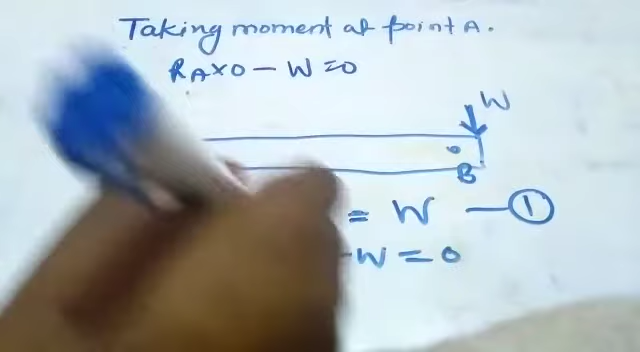 Taking moment at point A.
RA×0 - W=0
W
B
= W — ①
-W = 0